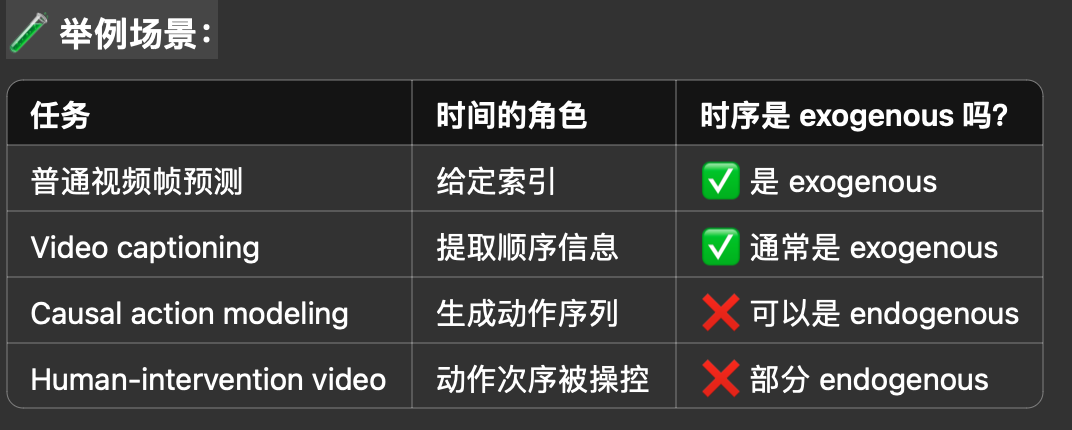 🧪 举例场景：
任务 时间的角色 时序是 exogenous 吗？
普通视频帧预测 给定索引 ✅ 是 exogenous
Video captioning 提取顺序信息 ✅ 通常是 exogenous
Causal action modeling 生成动作序列 ❌ 可以是 endogenous
Human-intervention video 动作次序被操控 ❌ 部分 endogenous